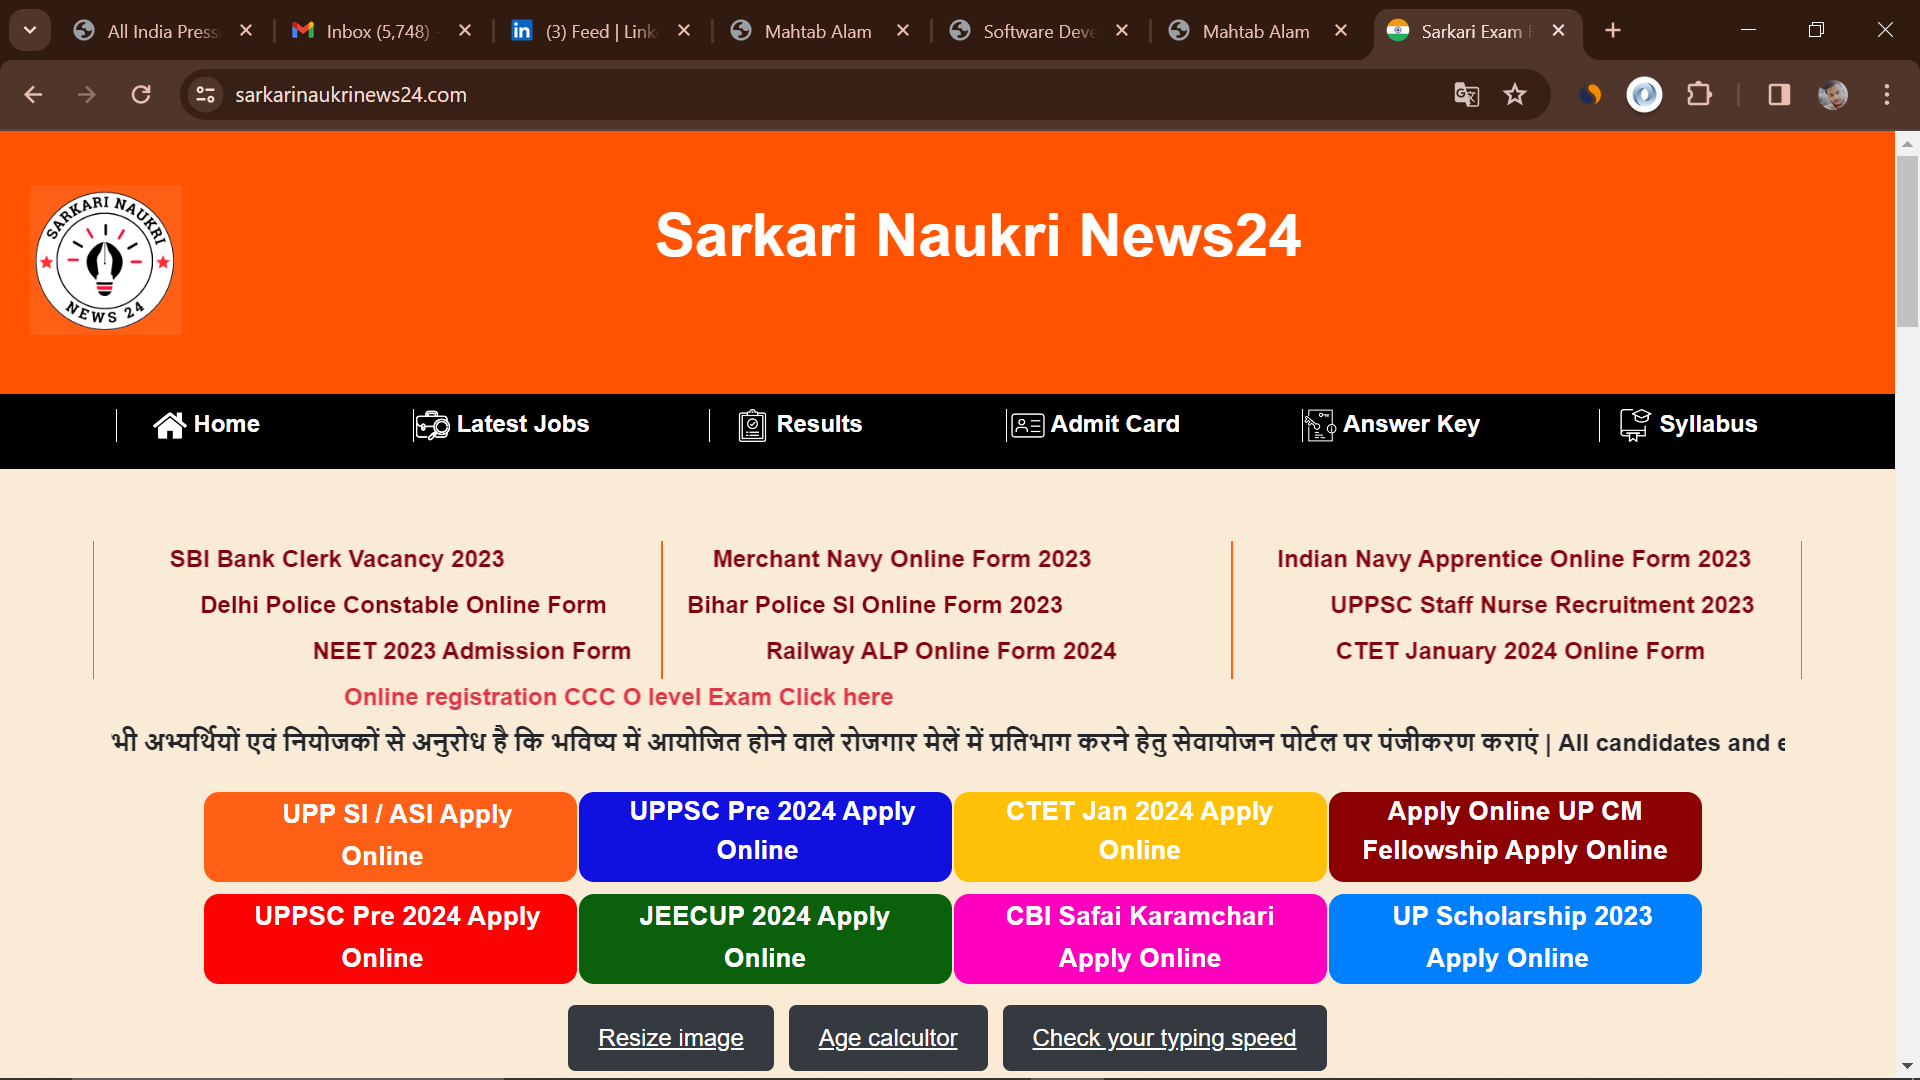 All India Press
Inbox (5,748)
(3) Feed | Link
Mahtab Alam
Software Deve
Mahtab Alam
Sarkari Exam
sarkarinaukrinews24.com
SARKARI NAUKRI
NEWS 24
Sarkari Naukri News24
Home
Latest Jobs
Results
Admit Card
Answer Key
Syllabus
SBI Bank Clerk Vacancy 2023
Merchant Navy Online Form 2023
Indian Navy Apprentice Online Form 2023
Delhi Police Constable Online Form
Bihar Police SI Online Form 2023
UPPSC Staff Nurse Recruitment 2023
NEET 2023 Admission Form
Railway ALP Online Form 2024
CTET January 2024 Online Form
Online registration CCC O level Exam Click here
भी अभ्यर्थियों एवं नियोजकों से अनुरोध है कि भविष्य में आयोजित होने वाले रोजगार मेलें में प्रतिभाग करने हेतु सेवायोजन पोर्टल पर पंजीकरण कराएं | All candidates and e
UPP SI / ASI Apply
Online
UPPSC Pre 2024 Apply
Online
CTET Jan 2024 Apply
Online
Apply Online UP CM
Fellowship Apply Online
UPPSC Pre 2024 Apply
Online
JEECUP 2024 Apply
Online
CBI Safai Karamchari
Apply Online
UP Scholarship 2023
Apply Online
Resize image
Age calcultor
Check your typing speed